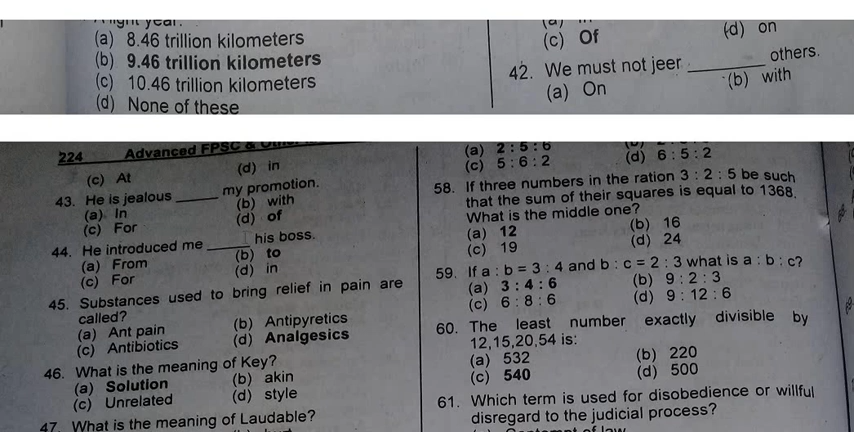 (a) 8.46 trillion kilometers
(b) 9.46 trillion kilometers
(c) 10.46 trillion kilometers
(d) None of these
(c) Of
(d) on
42. We must not jeer ______ others.
(a) On
(b) with
224 Advanced FPSC &
(c) At
(d) in
43. He is jealous ______ my promotion.
(a) In
(b) with
(c) For
(d) of
44. He introduced me ______ his boss.
(a) From
(b) to
(c) For
(d) in
45. Substances used to bring relief in pain are
called?
(a) Ant pain
(b) Antipyretics
(c) Antibiotics
(d) Analgesics
46. What is the meaning of Key?
(a) Solution
(b) akin
(c) Unrelated
(d) style
47. What is the meaning of Laudable?
(a) 2 : 5 : 6
(c) 5 : 6 : 2
(d) 6 : 5 : 2
58. If three numbers in the ration 3 : 2 : 5 be such
that the sum of their squares is equal to 1368.
What is the middle one?
(a) 12
(b) 16
(c) 19
(d) 24
59. If a : b = 3 : 4 and b : c = 2 : 3 what is a : b : c?
(a) 3 : 4 : 6
(b) 9 : 2 : 3
(c) 6 : 8 : 6
(d) 9 : 12 : 6
60. The least number exactly divisible by
12,15,20,54 is:
(a) 532
(b) 220
(c) 540
(d) 500
61. Which term is used for disobedience or willful
disregard to the judicial process?